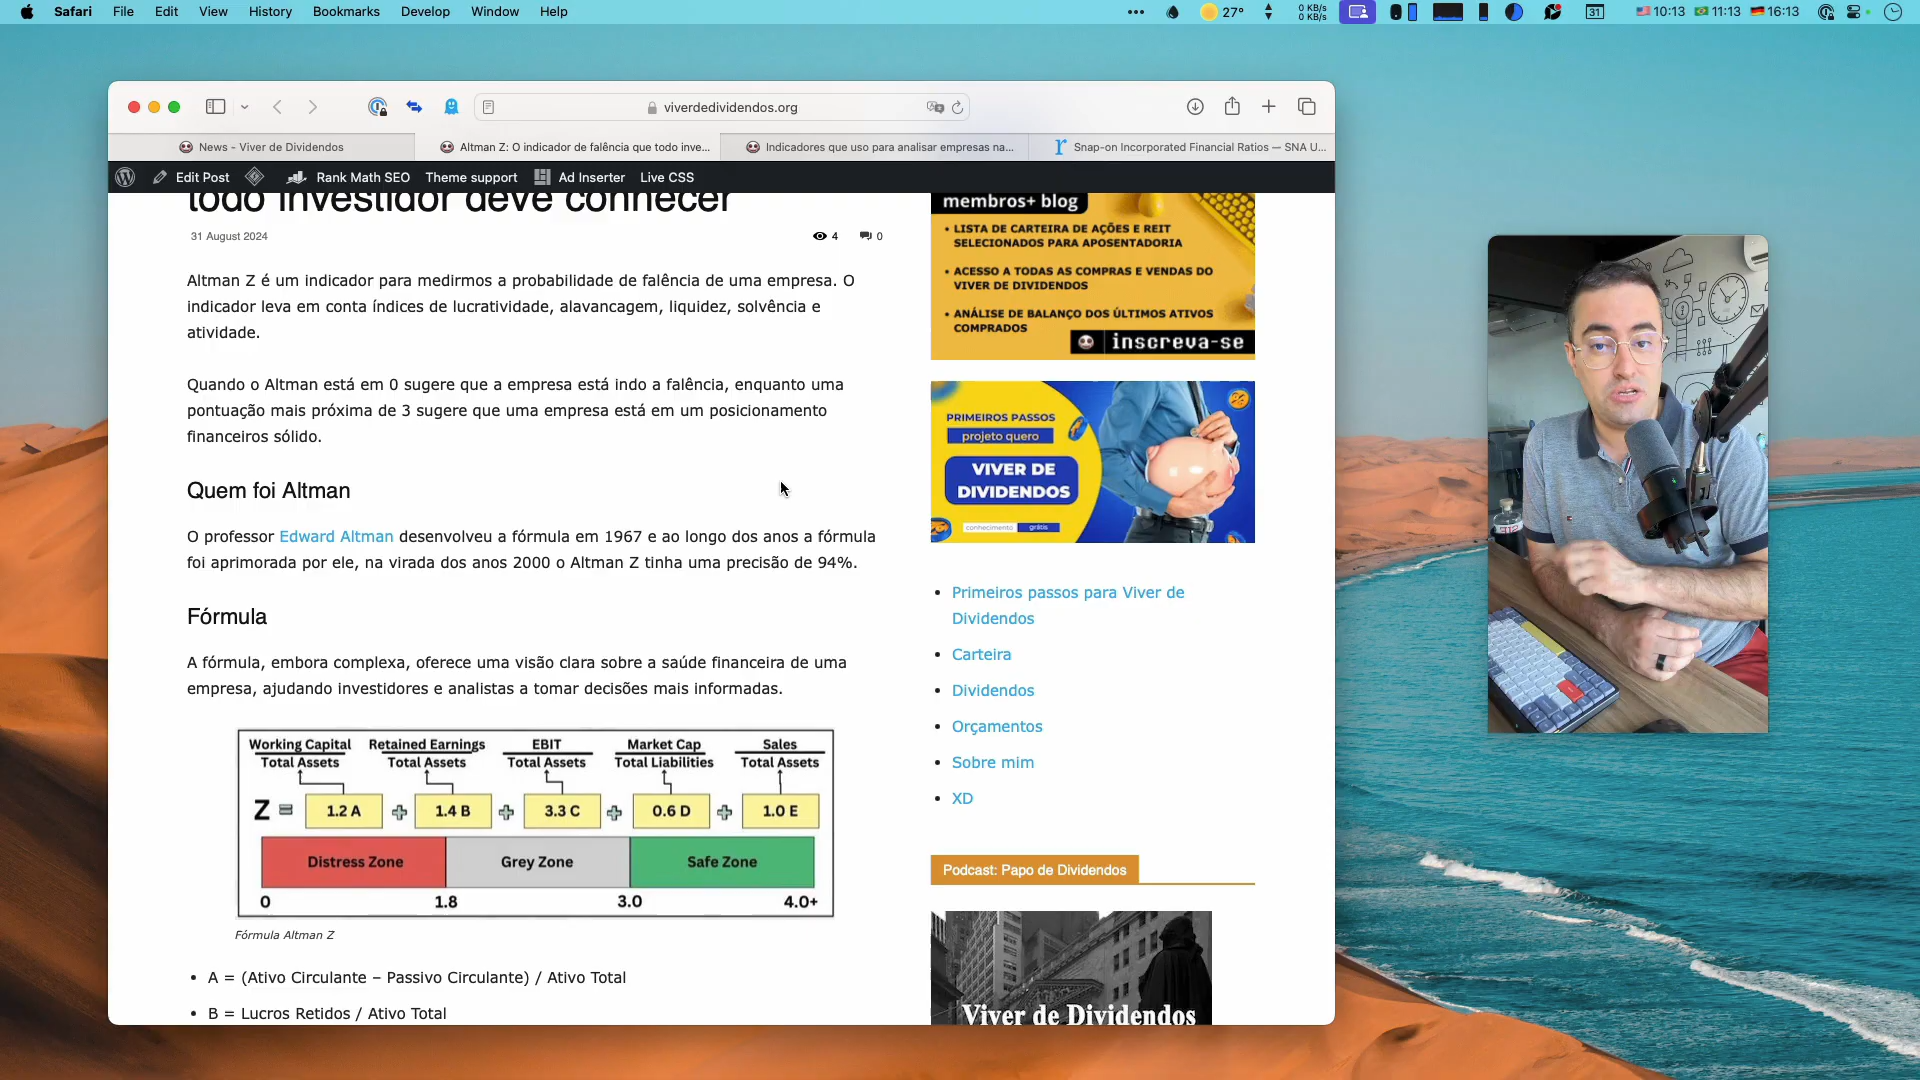 Safari File Edit View History Bookmarks Develop Window Help
27° 0 KB/s 0 KB/s 31 10:13 11:13 16:13
viverdedividendos.org
News - Viver de Dividendos
Altman Z: O indicador de falência que todo inve...
Indicadores que uso para analisar empresas na...
Snap-on Incorporated Financial Ratios — SNA U...
Edit Post Rank Math SEO Theme support Ad Inserter Live CSS
todo investidor deve conhecer
31 August 2024 4 0
Altman Z é um indicador para medirmos a probabilidade de falência de uma empresa. O
indicador leva em conta índices de lucratividade, alavancagem, liquidez, solvência e
atividade.
Quando o Altman está em 0 sugere que a empresa está indo a falência, enquanto uma
pontuação mais próxima de 3 sugere que uma empresa está em um posicionamento
financeiros sólido.
Quem foi Altman
O professor Edward Altman desenvolveu a fórmula em 1967 e ao longo dos anos a fórmula
foi aprimorada por ele, na virada dos anos 2000 o Altman Z tinha uma precisão de 94%.
Fórmula
A fórmula, embora complexa, oferece uma visão clara sobre a saúde financeira de uma
empresa, ajudando investidores e analistas a tomar decisões mais informadas.
Working Capital Retained Earnings EBIT Market Cap Sales
Total Assets Total Assets Total Assets Total Liabilities Total Assets
Z = 1.2 A + 1.4 B + 3.3 C + 0.6 D + 1.0 E
Distress Zone Grey Zone Safe Zone
0 1.8 3.0 4.0+
Fórmula Altman Z
• A = (Ativo Circulante – Passivo Circulante) / Ativo Total
• B = Lucros Retidos / Ativo Total
membros+ blog
• LISTA DE CARTEIRA DE AÇÕES E REIT
SELECIONADOS PARA APOSENTADORIA
• ACESSO A TODAS AS COMPRAS E VENDAS DO
VIVER DE DIVIDENDOS
• ANÁLISE DE BALANÇO DOS ÚLTIMOS ATIVOS
COMPRADOS
inscreva-se
PRIMEIROS PASSOS
projeto quero
VIVER DE
DIVIDENDOS
conhecimento grátis
• Primeiros passos para Viver de
Dividendos
• Carteira
• Dividendos
• Orçamentos
• Sobre mim
• XD
Podcast: Papo de Dividendos
Viver de Dividendos